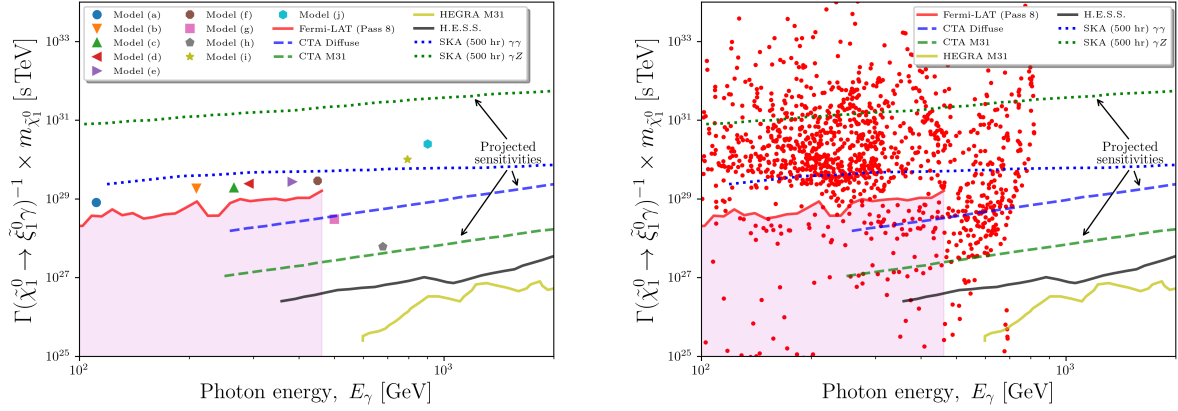 Γ(χ̃₁⁰ → ξ̃₁⁰γ)⁻¹ × m_χ̃₁⁰ [s TeV]
10³³
10³¹
10²⁹
10²⁷
10²⁵
Model (a)
Model (b)
Model (c)
Model (d)
Model (e)
Model (f)
Model (g)
Model (h)
Model (i)
Model (j)
Fermi-LAT (Pass 8)
CTA Diffuse
CTA M31
HEGRA M31
H.E.S.S.
SKA (500 hr) γγ
SKA (500 hr) γZ
Projected
sensitivities
10²
10³
Photon energy, E_γ [GeV]
Γ(χ̃₁⁰ → ξ̃₁⁰γ)⁻¹ × m_χ̃₁⁰ [s TeV]
10³³
10³¹
10²⁹
10²⁷
10²⁵
Fermi-LAT (Pass 8)
CTA Diffuse
CTA M31
HEGRA M31
H.E.S.S.
SKA (500 hr) γγ
SKA (500 hr) γZ
Projected
sensitivities
10²
10³
Photon energy, E_γ [GeV]